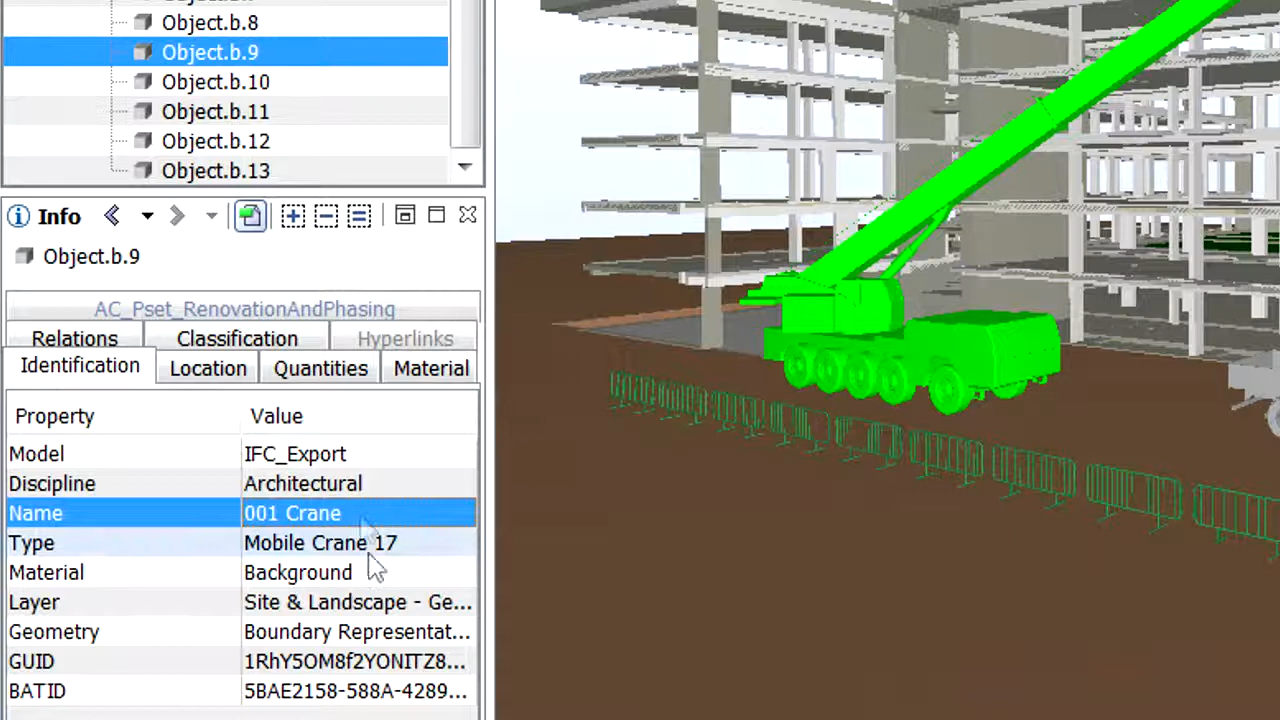 Object.b.8
Object.b.9
Object.b.10
Object.b.11
Object.b.12
Object.b.13
Info
Object.b.9
AC_Pset_RenovationAndPhasing
Relations Classification Hyperlinks
Identification Location Quantities Material
Property Value
Model IFC_Export
Discipline Architectural
Name 001 Crane
Type Mobile Crane 17
Material Background
Layer Site & Landscape - Ge...
Geometry Boundary Representat...
GUID 1RhY5OM8f2YONITZ8...
BATID 5BAE2158-588A-4289...